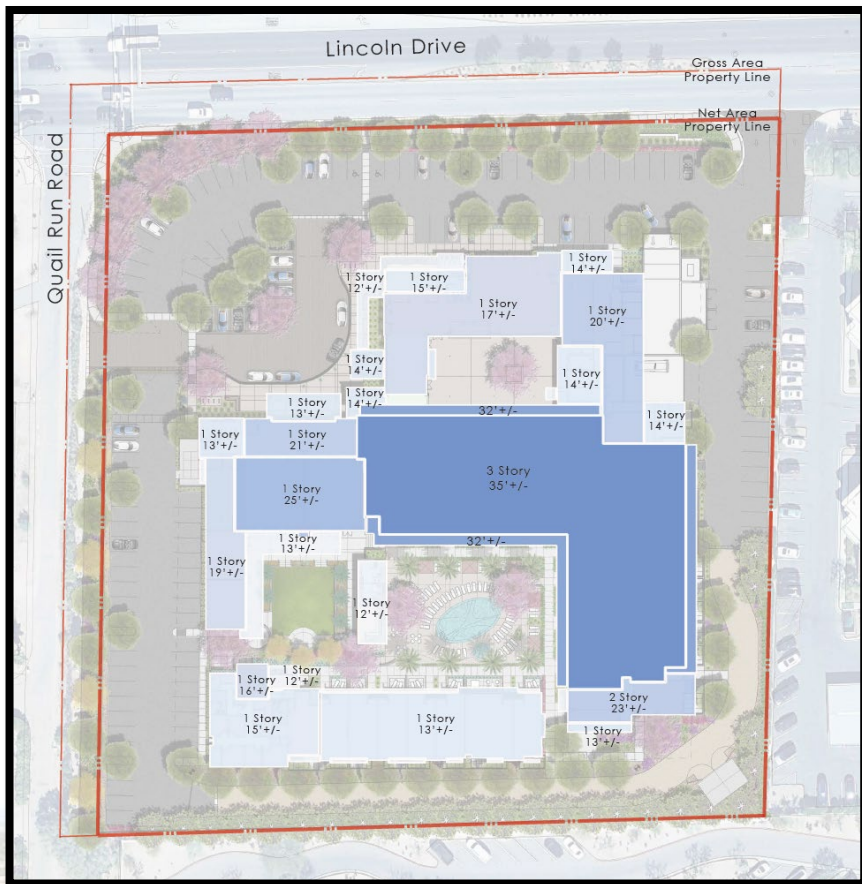 Lincoln Drive
Gross Area
Property Line
Net Area
Property Line
Quail Run Road
1 Story
14'+/-
1 Story
12'+/-
1 Story
15'+/-
1 Story
17'+/-
1 Story
20'+/-
1 Story
14'+/-
1 Story
14'+/-
1 Story
14'+/-
1 Story
13'+/-
32'+/-
1 Story
14'+/-
1 Story
13'+/-
1 Story
21'+/-
3 Story
35'+/-
1 Story
25'+/-
1 Story
13'+/-
32'+/-
1 Story
19'+/-
1 Story
12'+/-
1 Story
12'+/-
1 Story
16'+/-
1 Story
15'+/-
1 Story
13'+/-
2 Story
23'+/-
1 Story
13'+/-